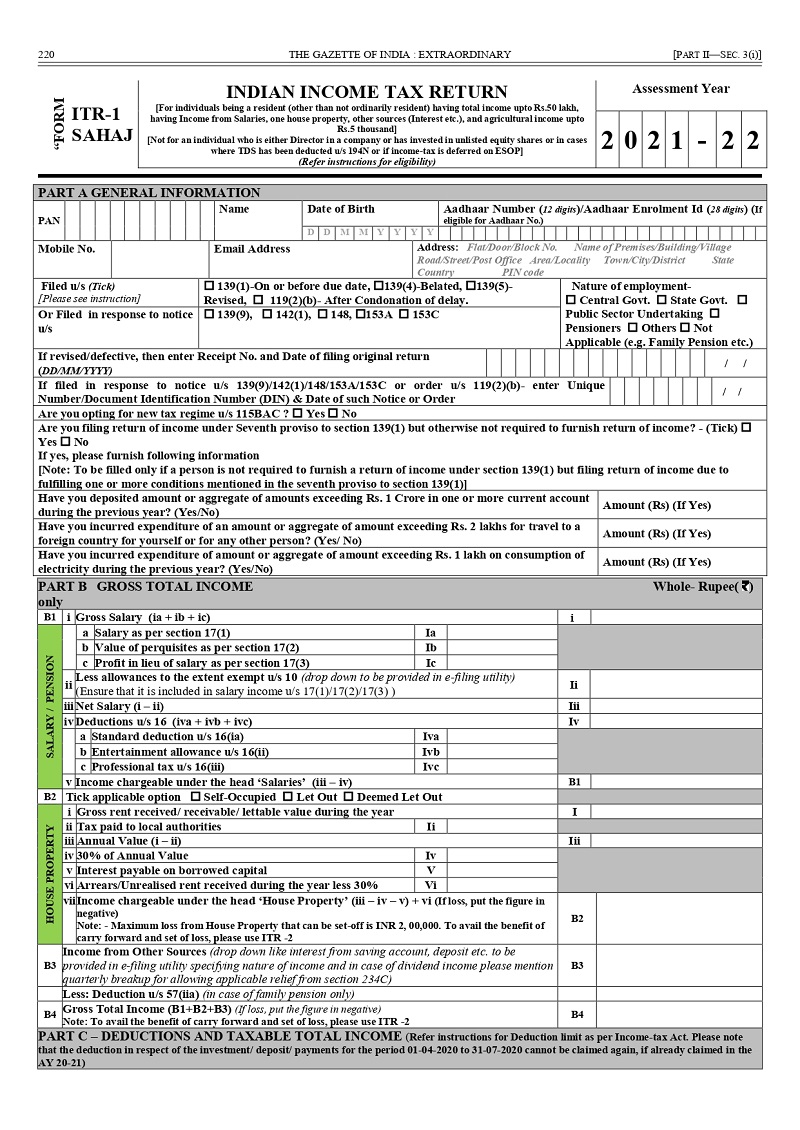 220 THE GAZETTE OF INDIA : EXTRAORDINARY [PART II—SEC. 3(i)]
“FORM
ITR-1
SAHAJ
INDIAN INCOME TAX RETURN
[For individuals being a resident (other than not ordinarily resident) having total income upto Rs.50 lakh,
having Income from Salaries, one house property, other sources (Interest etc.), and agricultural income upto
Rs.5 thousand]
[Not for an individual who is either Director in a company or has invested in unlisted equity shares or in cases
where TDS has been deducted u/s 194N or if income-tax is deferred on ESOP]
(Refer instructions for eligibility)
Assessment Year
2 0 2 1 - 2 2
PART A GENERAL INFORMATION
PAN
Name
Date of Birth
D D M M Y Y Y Y
Aadhaar Number (12 digits)/Aadhaar Enrolment Id (28 digits) (If
eligible for Aadhaar No.)
Mobile No.
Email Address
Address: Flat/Door/Block No. Name of Premises/Building/Village
Road/Street/Post Office Area/Locality Town/City/District State
Country PIN code
Filed u/s (Tick)
[Please see instruction]
☐ 139(1)-On or before due date, ☐139(4)-Belated, ☐139(5)-
Revised, ☐ 119(2)(b)- After Condonation of delay.
Or Filed in response to notice
u/s
☐ 139(9), ☐ 142(1), ☐ 148, ☐153A ☐ 153C
Nature of employment-
☐ Central Govt. ☐ State Govt. ☐
Public Sector Undertaking ☐
Pensioners ☐ Others ☐ Not
Applicable (e.g. Family Pension etc.)
If revised/defective, then enter Receipt No. and Date of filing original return
(DD/MM/YYYY)
/ /
If filed in response to notice u/s 139(9)/142(1)/148/153A/153C or order u/s 119(2)(b)- enter Unique
Number/Document Identification Number (DIN) & Date of such Notice or Order
/ /
Are you opting for new tax regime u/s 115BAC ? ☐ Yes ☐ No
Are you filing return of income under Seventh proviso to section 139(1) but otherwise not required to furnish return of income? - (Tick) ☐
Yes ☐ No
If yes, please furnish following information
[Note: To be filled only if a person is not required to furnish a return of income under section 139(1) but filing return of income due to
fulfilling one or more conditions mentioned in the seventh proviso to section 139(1)]
Have you deposited amount or aggregate of amounts exceeding Rs. 1 Crore in one or more current account
during the previous year? (Yes/No)
Amount (Rs) (If Yes)
Have you incurred expenditure of an amount or aggregate of amount exceeding Rs. 2 lakhs for travel to a
foreign country for yourself or for any other person? (Yes/ No)
Amount (Rs) (If Yes)
Have you incurred expenditure of amount or aggregate of amount exceeding Rs. 1 lakh on consumption of
electricity during the previous year? (Yes/No)
Amount (Rs) (If Yes)
PART B GROSS TOTAL INCOME Whole- Rupee(₹)
only
B1 i Gross Salary (ia + ib + ic) i
SALARY / PENSION
a Salary as per section 17(1) Ia
b Value of perquisites as per section 17(2) Ib
c Profit in lieu of salary as per section 17(3) Ic
ii Less allowances to the extent exempt u/s 10 (drop down to be provided in e-filing utility)
(Ensure that it is included in salary income u/s 17(1)/17(2)/17(3) ) Ii
iii Net Salary (i – ii) Iii
iv Deductions u/s 16 (iva + ivb + ivc) Iv
a Standard deduction u/s 16(ia) Iva
b Entertainment allowance u/s 16(ii) Ivb
c Professional tax u/s 16(iii) Ivc
v Income chargeable under the head ‘Salaries’ (iii – iv) B1
B2 Tick applicable option ☐ Self-Occupied ☐ Let Out ☐ Deemed Let Out
HOUSE PROPERTY
i Gross rent received/ receivable/ lettable value during the year I
ii Tax paid to local authorities Ii
iii Annual Value (i – ii) Iii
iv 30% of Annual Value Iv
v Interest payable on borrowed capital V
vi Arrears/Unrealised rent received during the year less 30% Vi
vii Income chargeable under the head ‘House Property’ (iii – iv – v) + vi (If loss, put the figure in
negative)
Note: - Maximum loss from House Property that can be set-off is INR 2, 00,000. To avail the benefit of
carry forward and set of loss, please use ITR -2
B2
B3 Income from Other Sources (drop down like interest from saving account, deposit etc. to be
provided in e-filing utility specifying nature of income and in case of dividend income please mention
quarterly breakup for allowing applicable relief from section 234C)
B3
Less: Deduction u/s 57(iia) (in case of family pension only)
B4 Gross Total Income (B1+B2+B3) (If loss, put the figure in negative)
Note: To avail the benefit of carry forward and set of loss, please use ITR -2
B4
PART C – DEDUCTIONS AND TAXABLE TOTAL INCOME (Refer instructions for Deduction limit as per Income-tax Act. Please note
that the deduction in respect of the investment/ deposit/ payments for the period 01-04-2020 to 31-07-2020 cannot be claimed again, if already claimed in the
AY 20-21)